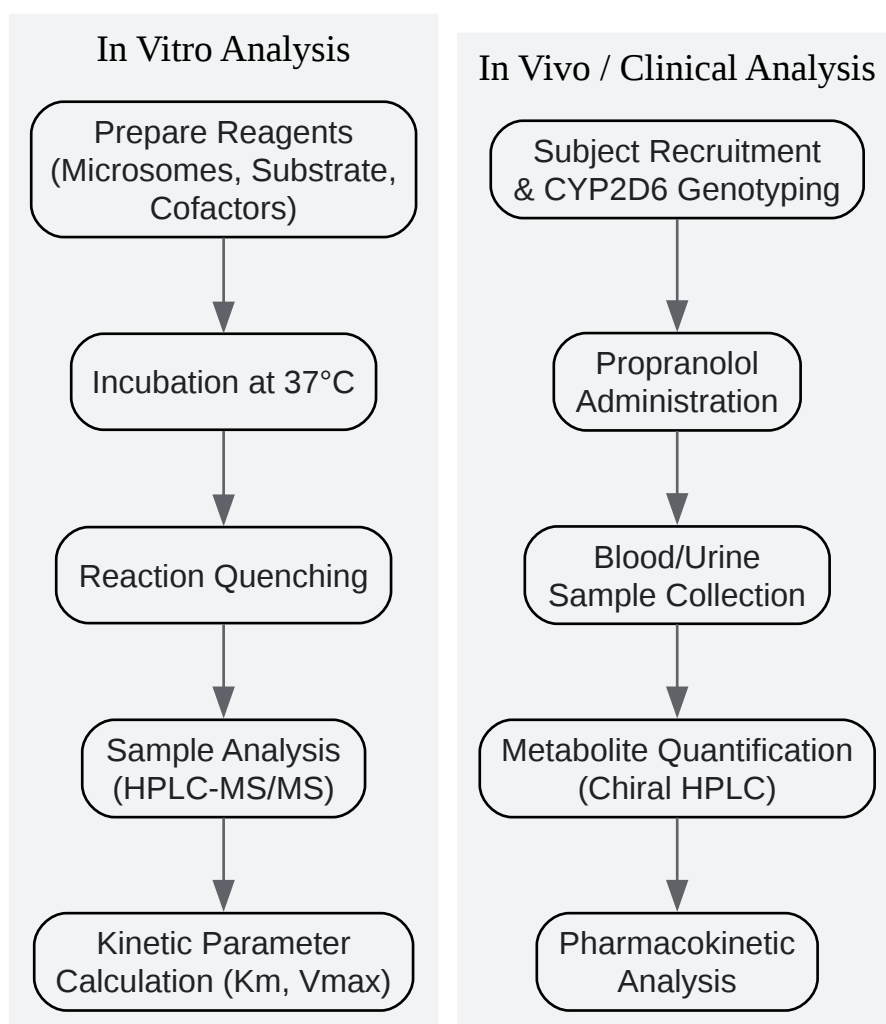 In Vitro Analysis
Prepare Reagents
(Microsomes, Substrate,
Cofactors)
Incubation at 37°C
Reaction Quenching
Sample Analysis
(HPLC-MS/MS)
Kinetic Parameter
Calculation (Km, Vmax)
In Vivo / Clinical Analysis
Subject Recruitment
& CYP2D6 Genotyping
Propranolol
Administration
Blood/Urine
Sample Collection
Metabolite Quantification
(Chiral HPLC)
Pharmacokinetic
Analysis